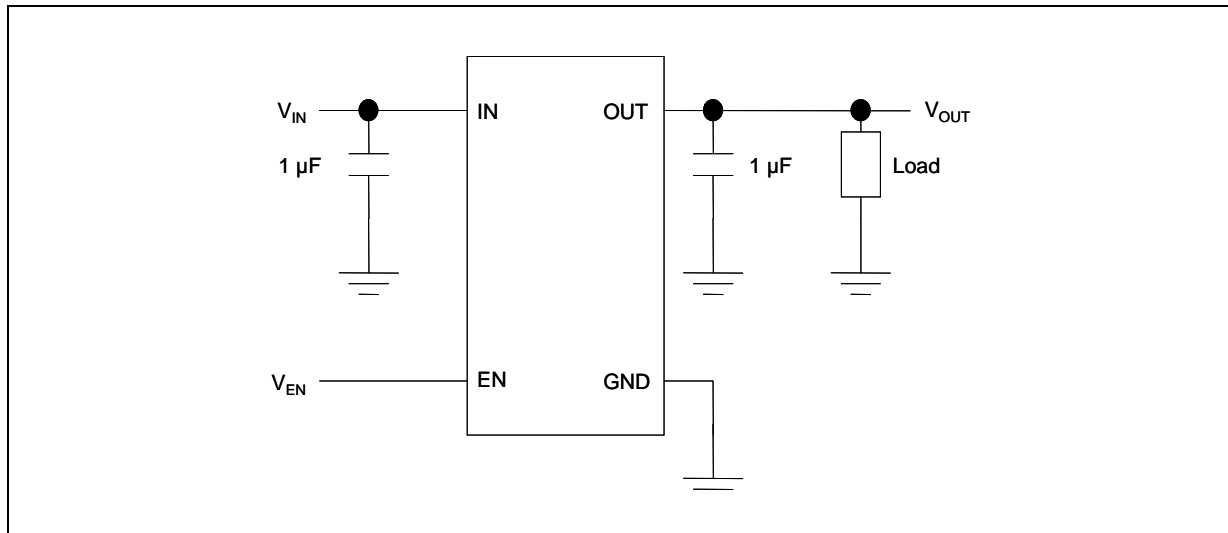 V_IN
IN
OUT
V_OUT
1 µF
1 µF
Load
V_EN
EN
GND